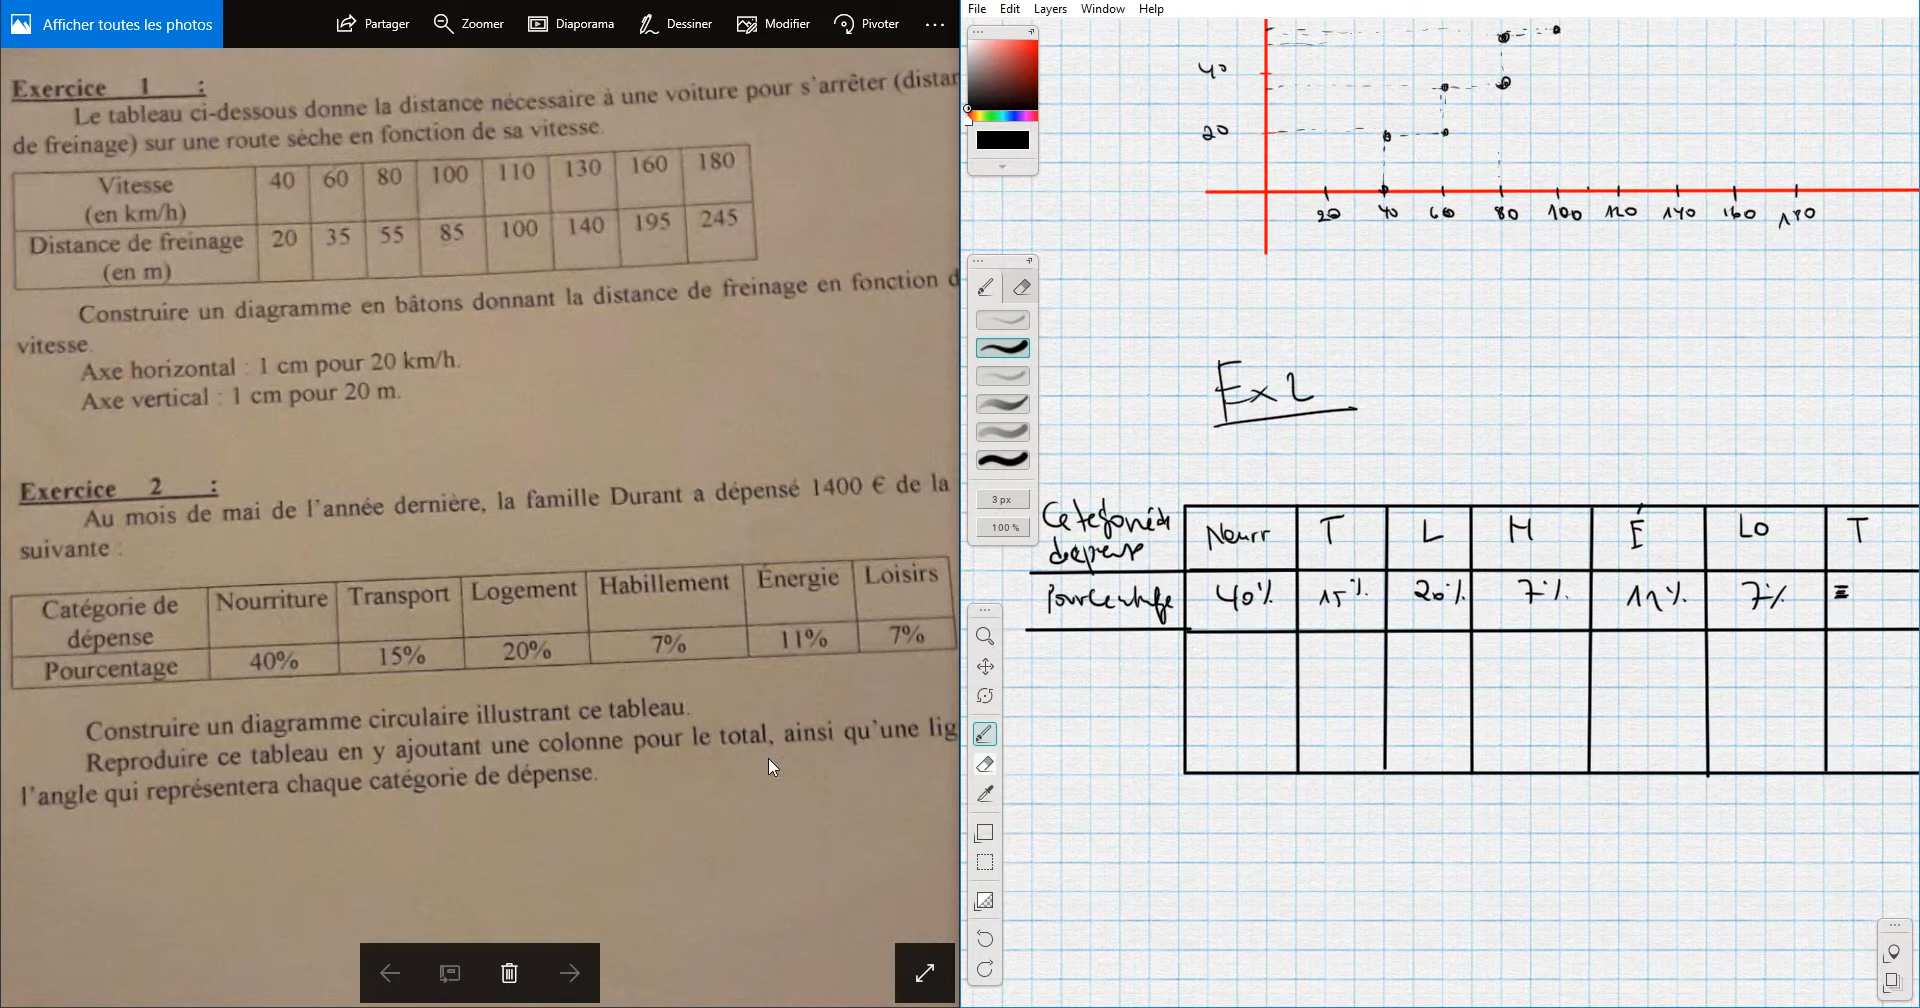 Afficher toutes les photos
Partager
Zoomer
Diaporama
Dessiner
Modifier
Pivoter
Exercice 1 :
Le tableau ci-dessous donne la distance nécessaire à une voiture pour s'arrêter (distan
de freinage) sur une route sèche en fonction de sa vitesse.
Vitesse (en km/h) 40 60 80 100 110 130 160 180
Distance de freinage (en m) 20 35 55 85 100 140 195 245
Construire un diagramme en bâtons donnant la distance de freinage en fonction d
vitesse.
Axe horizontal : 1 cm pour 20 km/h.
Axe vertical : 1 cm pour 20 m.
Exercice 2 :
Au mois de mai de l'année dernière, la famille Durant a dépensé 1400 € de la
suivante :
Catégorie de dépense Nourriture Transport Logement Habillement Énergie Loisirs
Pourcentage 40% 15% 20% 7% 11% 7%
Construire un diagramme circulaire illustrant ce tableau.
Reproduire ce tableau en y ajoutant une colonne pour le total, ainsi qu'une lig
l'angle qui représentera chaque catégorie de dépense.
File Edit Layers Window Help
40
20
20 40 60 80 100 120 140 160 180
3 px
100 %
Ex 2
dépense
Nourr T L H É LO T
Pourcentage 40% 15% 20% 7% 11% 7% =